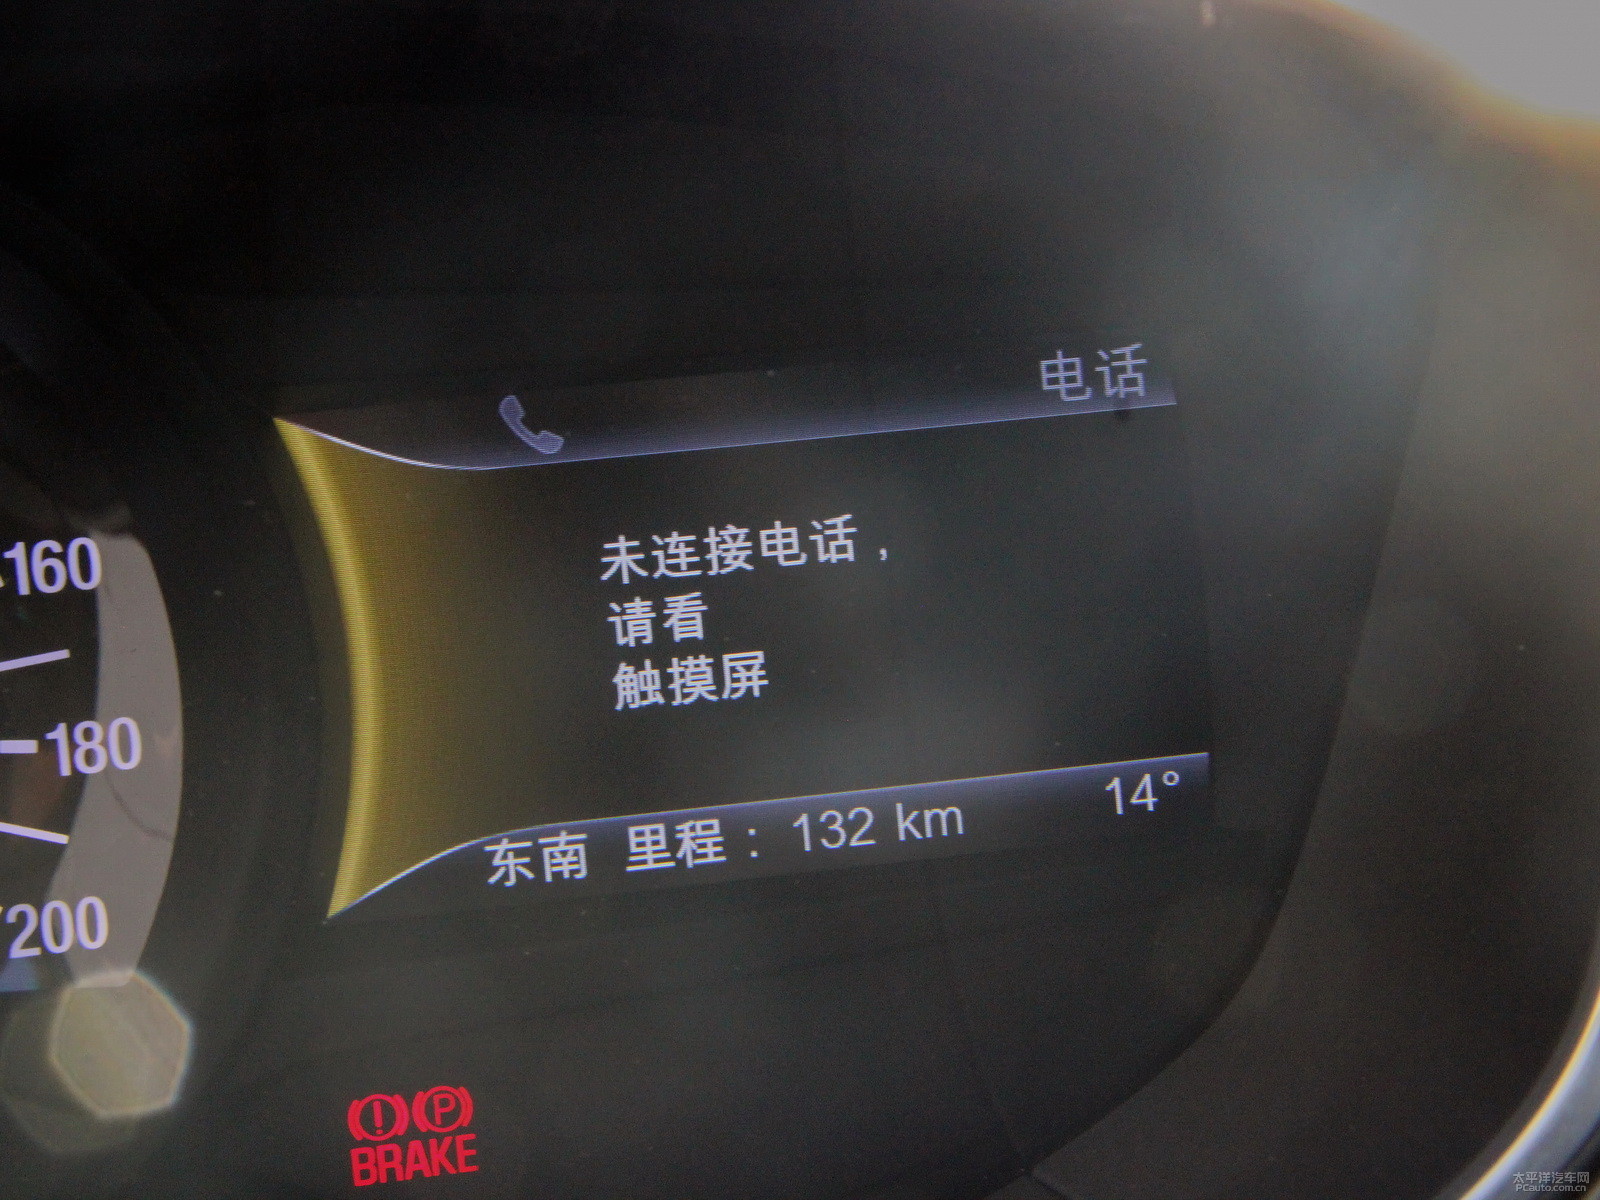 电话
未连接电话，
请看
触摸屏
东南 里程：132 km 14°
160
180
200
(!) (P)
BRAKE
太平洋汽车网
PCauto.com.cn